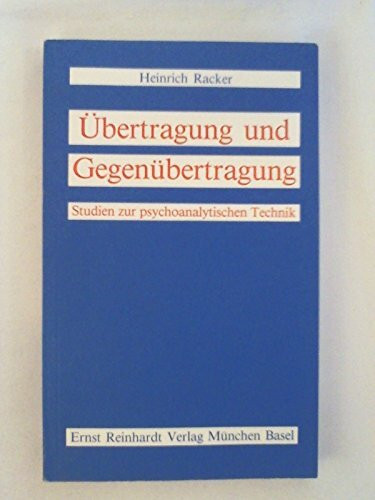 Heinrich Racker
Übertragung und
Gegenübertragung
Studien zur psychoanalytischen Technik
Ernst Reinhardt Verlag München Basel